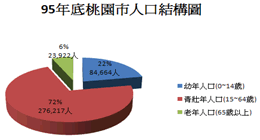 95年底桃園市人口結構圖
6%
23,922人
22%
84,664人
72%
276,217人
幼年人口(0~14歲)
青壯年人口(15~64歲)
老年人口(65歲以上)